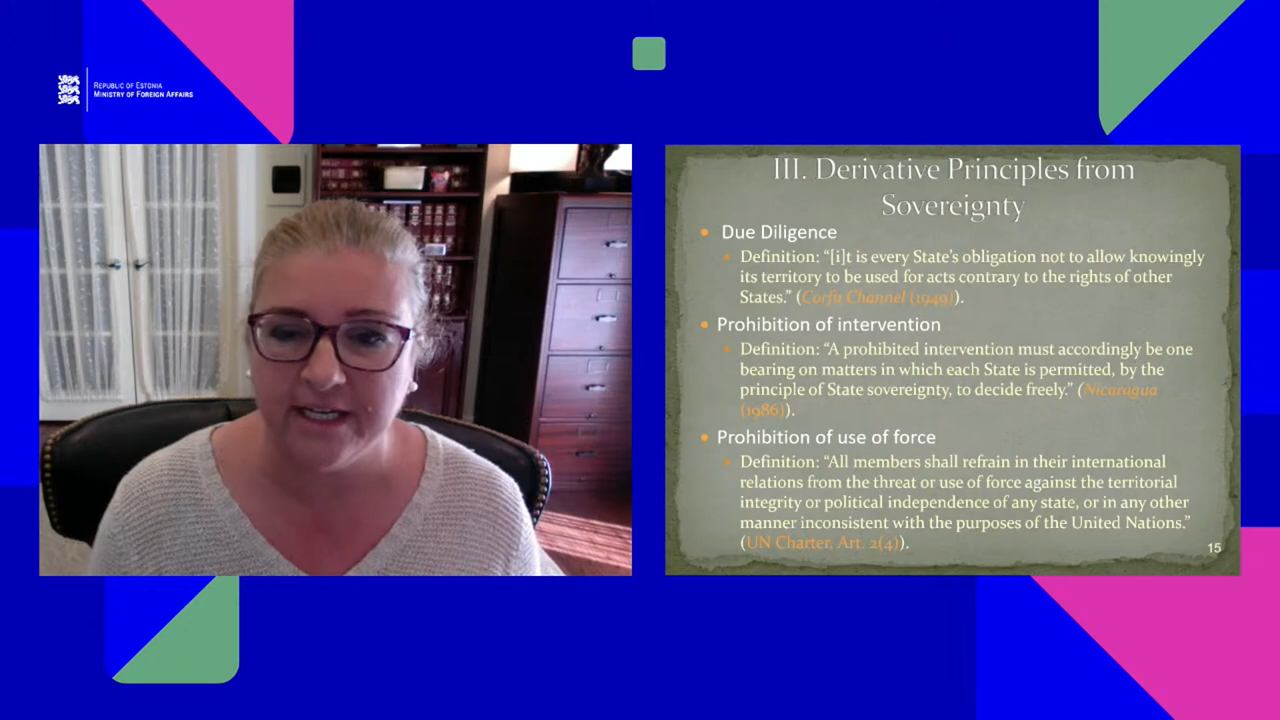 REPUBLIC OF ESTONIA
MINISTRY OF FOREIGN AFFAIRS
III. Derivative Principles from
Sovereignty
• Due Diligence
• Definition: “[i]t is every State’s obligation not to allow knowingly
its territory to be used for acts contrary to the rights of other
States.” (Corfu Channel (1949)).
• Prohibition of intervention
• Definition: “A prohibited intervention must accordingly be one
bearing on matters in which each State is permitted, by the
principle of State sovereignty, to decide freely.” (Nicaragua
(1986)).
• Prohibition of use of force
• Definition: “All members shall refrain in their international
relations from the threat or use of force against the territorial
integrity or political independence of any state, or in any other
manner inconsistent with the purposes of the United Nations.”
(UN Charter, Art. 2(4)).
15